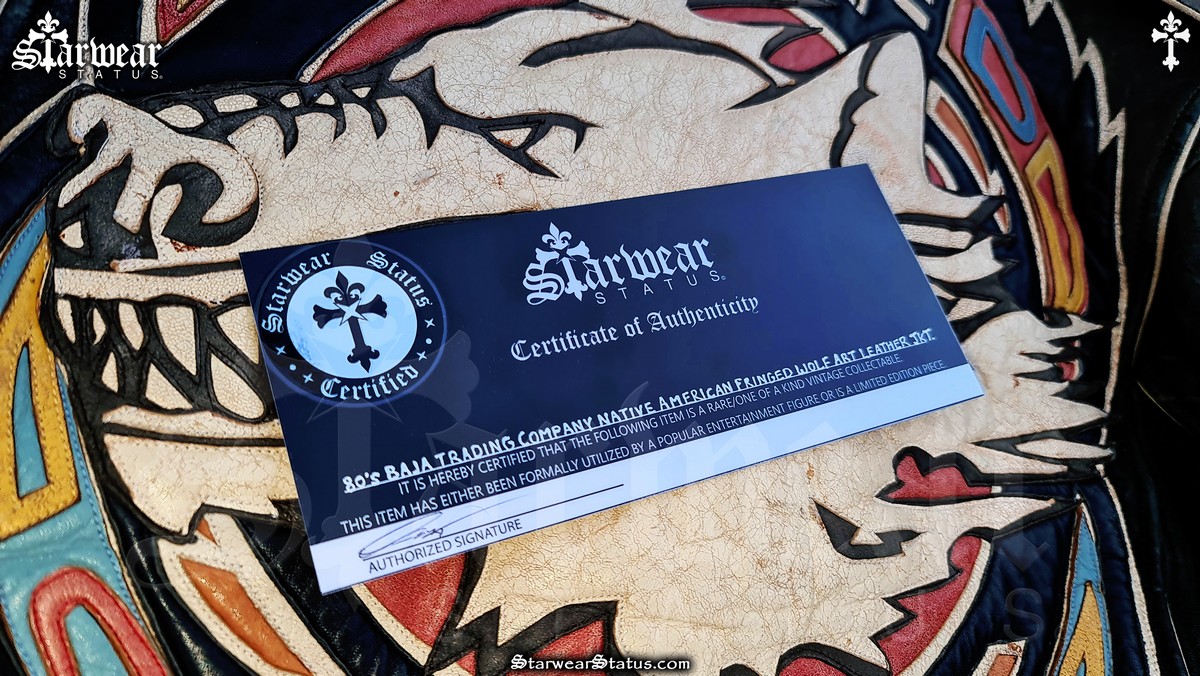 Starwear
STATUS
Starwear Status
Certified
Starwear
STATUS
Certificate of Authenticity
80's BAJA TRADING COMPANY NATIVE AMERICAN FRINGED WOLF ART LEATHER JKT.
IT IS HEREBY CERTIFIED THAT THE FOLLOWING ITEM IS A RARE/ONE OF A KIND VINTAGE COLLECTABLE.
THIS ITEM HAS EITHER BEEN FORMALLY UTILIZED BY A POPULAR ENTERTAINMENT FIGURE OR IS A LIMITED EDITION PIECE.
AUTHORIZED SIGNATURE
StarwearStatus.com